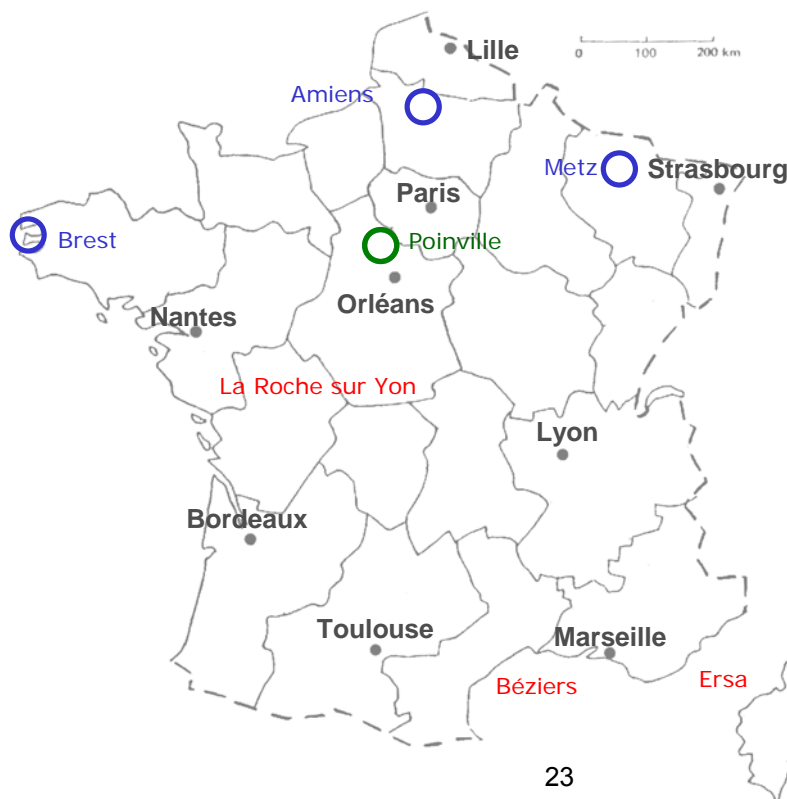 Lille
0 100 200 km
Amiens
Metz
Strasbourg
Paris
Brest
Poinville
Orléans
Nantes
La Roche sur Yon
Lyon
Bordeaux
Toulouse
Marseille
Béziers
Ersa
23